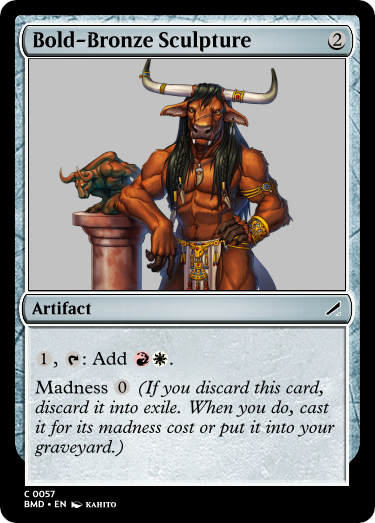 Bold-Bronze Sculpture 2
Artifact
1 , : Add .
Madness 0 (If you discard this card,
discard it into exile. When you do, cast
it for its madness cost or put it into your
graveyard.)
C 0057
BMD • EN KAHITO